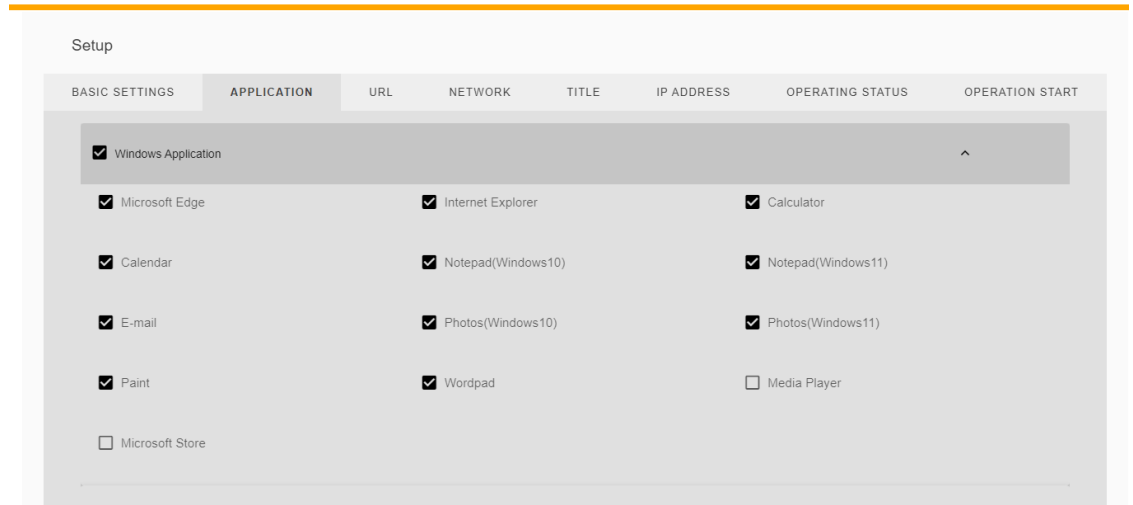 Setup
BASIC SETTINGS APPLICATION URL NETWORK TITLE IP ADDRESS OPERATING STATUS OPERATION START
Windows Application
Microsoft Edge Internet Explorer Calculator
Calendar Notepad(Windows10) Notepad(Windows11)
E-mail Photos(Windows10) Photos(Windows11)
Paint Wordpad Media Player
Microsoft Store